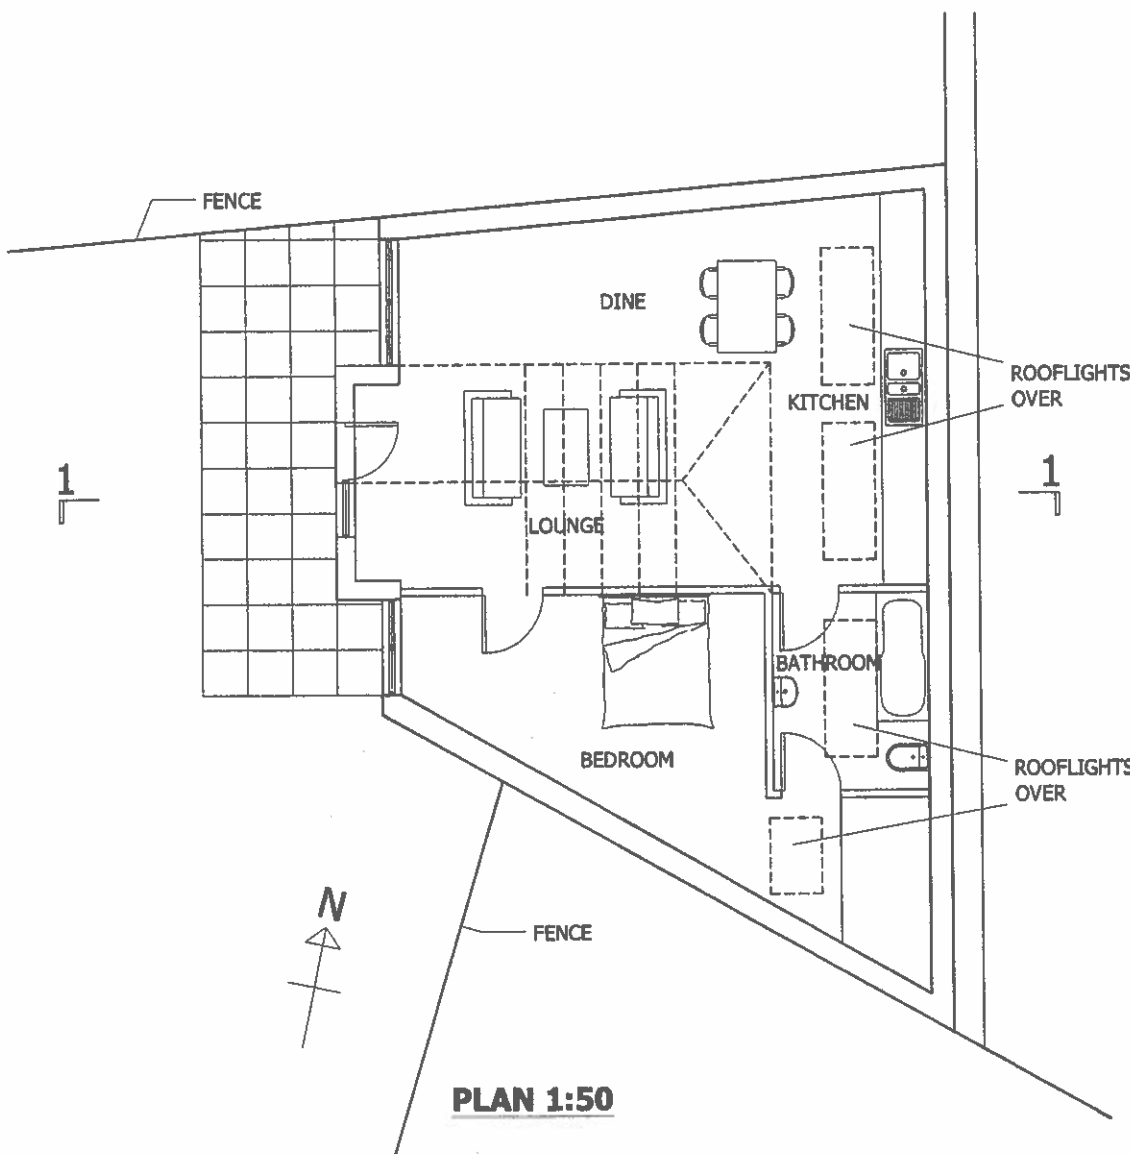 FENCE
DINE
ROOFLIGHTS
OVER
KITCHEN
1
1
LOUNGE
BATHROOM
BEDROOM
ROOFLIGHTS
OVER
N
FENCE
PLAN 1:50